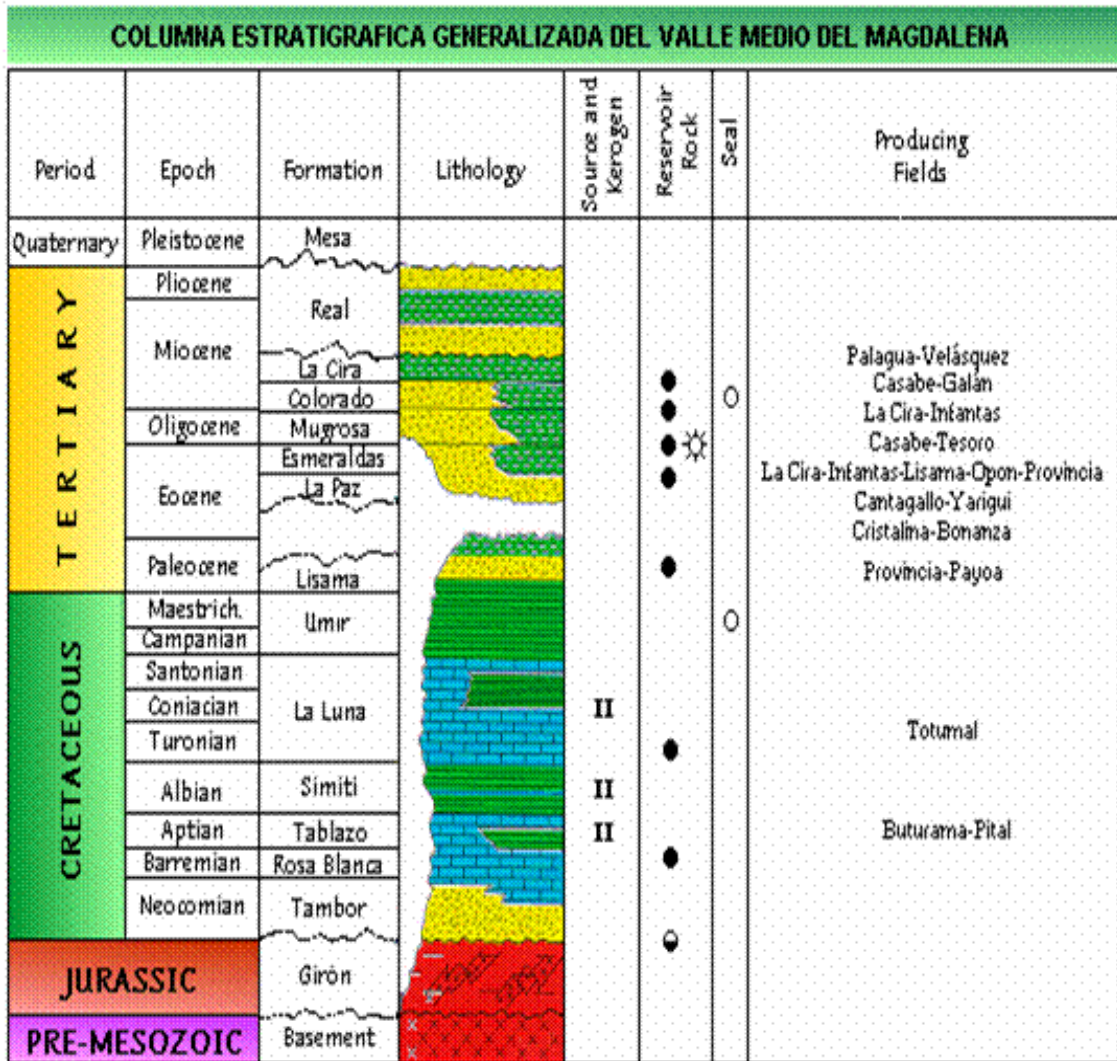 COLUMNA ESTRATIGRAFICA GENERALIZADA DEL VALLE MEDIO DEL MAGDALENA
Period
Epoch
Formation
Lithology
Source and
Kerogen
Reservoir
Rock
Seal
Producing
Fields
Quaternary
Pleistocene
Mesa
TERTIARY
Pliocene
Real
Miocene
La Cira
Colorado
Oligocene
Mugrosa
Esmeraldas
Eocene
La Paz
Paleocene
Lisama
Palagua-Velásquez
Casabe-Galán
La Cira-Infantas
Casabe-Tesoro
La Cira-Infantas-Lisama-Opon-Provincia
Cantagallo-Yarigui
Cristalina-Bonanza
Provincia-Payoa
CRETACEOUS
Maestrich.
Umir
Campanian
Santonian
Coniacian
La Luna
II
Turonian
Totumal
Albian
Simiti
II
Aptian
Tablazo
II
Buturama-Pital
Barremian
Rosa Blanca
Neocomian
Tambor
JURASSIC
Girón
PRE-MESOZOIC
Basement